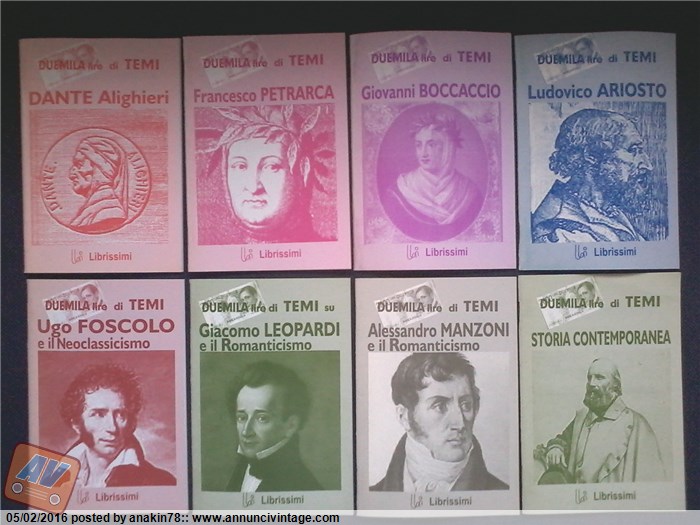 DUEMILA lire di TEMI
DANTE Alighieri
DANTE. ALIGHIERI
Librissimi
DUEMILA lire di TEMI
Francesco PETRARCA
Librissimi
DUEMILA lire di TEMI
Giovanni BOCCACCIO
Librissimi
DUEMILA lire di TEMI
Ludovico ARIOSTO
Librissimi
DUEMILA lire di TEMI
Ugo FOSCOLO
e il Neoclassicismo
Librissimi
DUEMILA lire di TEMI su
Giacomo LEOPARDI
e il Romanticismo
Librissimi
DUEMILA lire di TEMI
Alessandro MANZONI
e il Romanticismo
Librissimi
DUEMILA lire di TEMI
STORIA CONTEMPORANEA
Librissimi
AV
05/02/2016 posted by anakin78:: www.annuncivintage.com